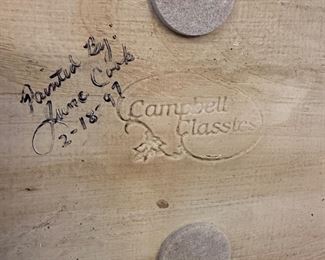 Painted By:
June Cook
2-18-97
Campbell
Classics